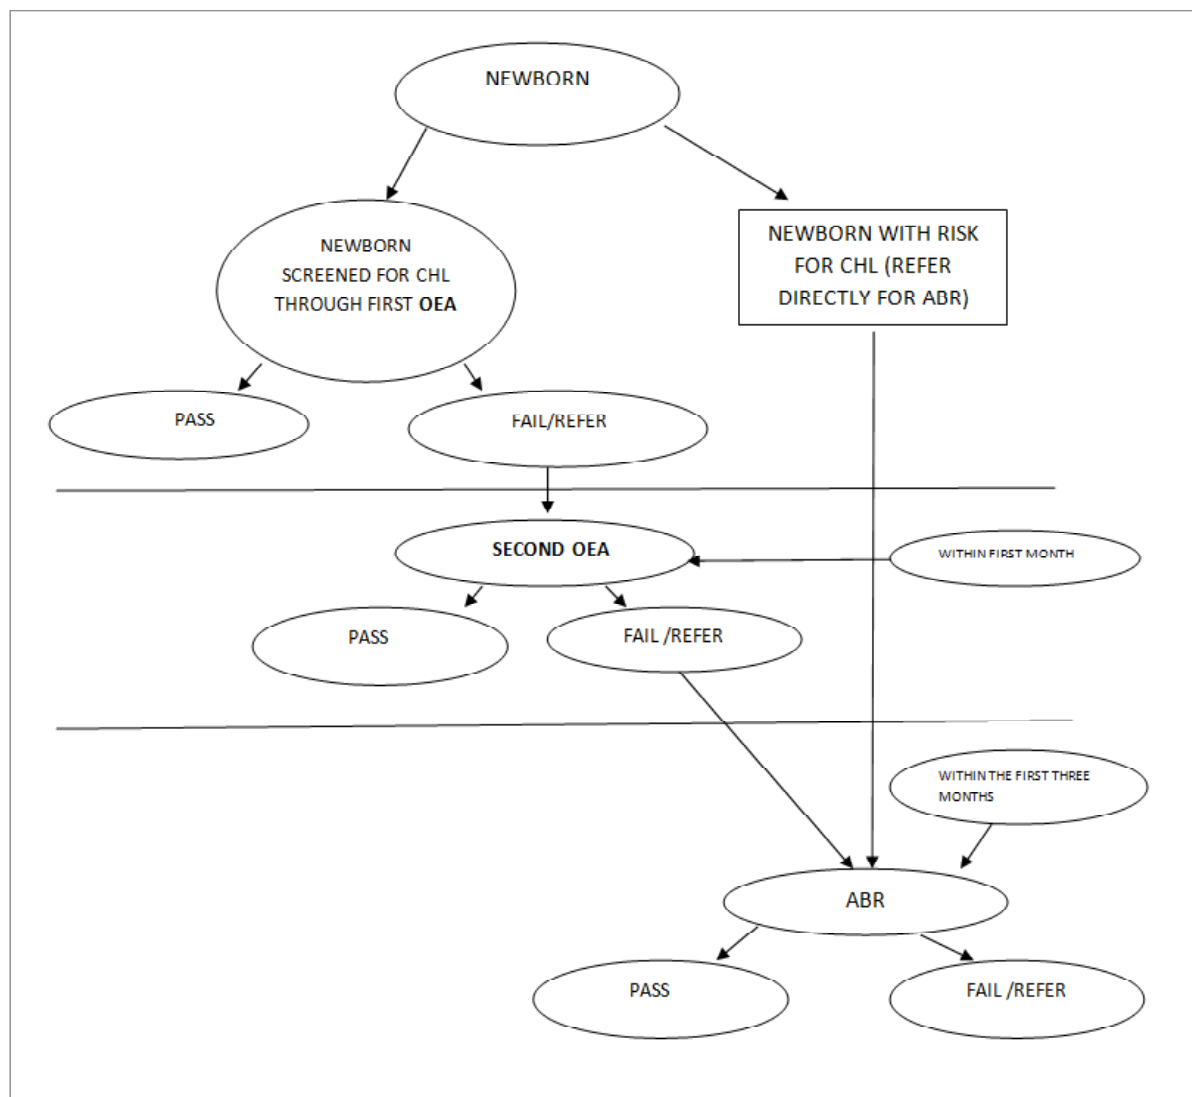 NEWBORN
NEWBORN
SCREENED FOR CHL
THROUGH FIRST OEA
NEWBORN WITH RISK
FOR CHL (REFER
DIRECTLY FOR ABR)
PASS
FAIL/REFER
SECOND OEA
WITHIN FIRST MONTH
PASS
FAIL /REFER
WITHIN THE FIRST THREE
MONTHS
ABR
PASS
FAIL /REFER